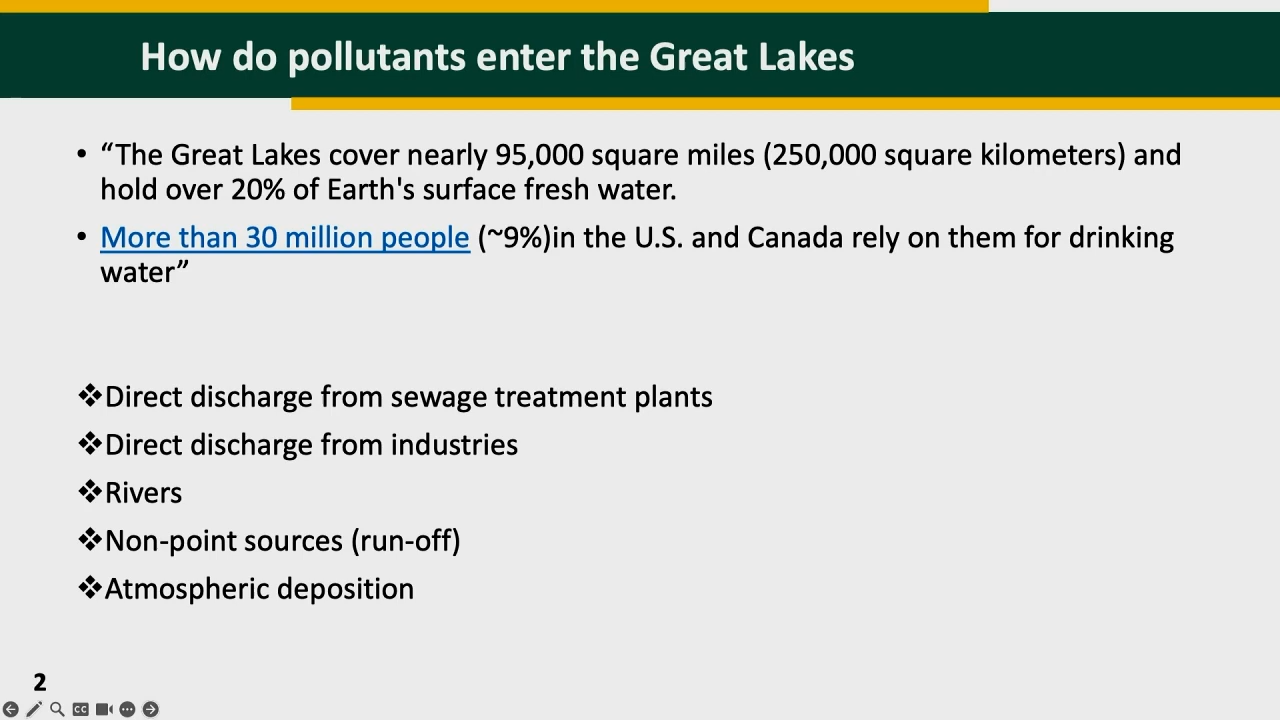 How do pollutants enter the Great Lakes
• “The Great Lakes cover nearly 95,000 square miles (250,000 square kilometers) and
hold over 20% of Earth's surface fresh water.
• More than 30 million people (~9%)in the U.S. and Canada rely on them for drinking
water”
❖Direct discharge from sewage treatment plants
❖Direct discharge from industries
❖Rivers
❖Non-point sources (run-off)
❖Atmospheric deposition
2
CC